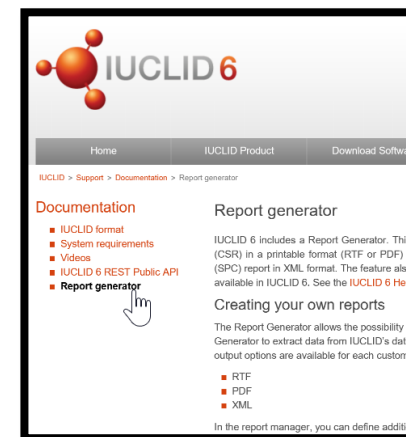 IUCLID 6
Home IUCLID Product Download Softwa
IUCLID > Support > Documentation > Report generator
Documentation
IUCLID format
System requirements
Videos
IUCLID 6 REST Public API
Report generator
Report generator
IUCLID 6 includes a Report Generator. Thi
(CSR) in a printable format (RTF or PDF)
(SPC) report in XML format. The feature als
available in IUCLID 6. See the IUCLID 6 He
Creating your own reports
The Report Generator allows the possibility
Generator to extract data from IUCLID's dat
output options are available for each custom
RTF
PDF
XML
In the report manager, you can define additi